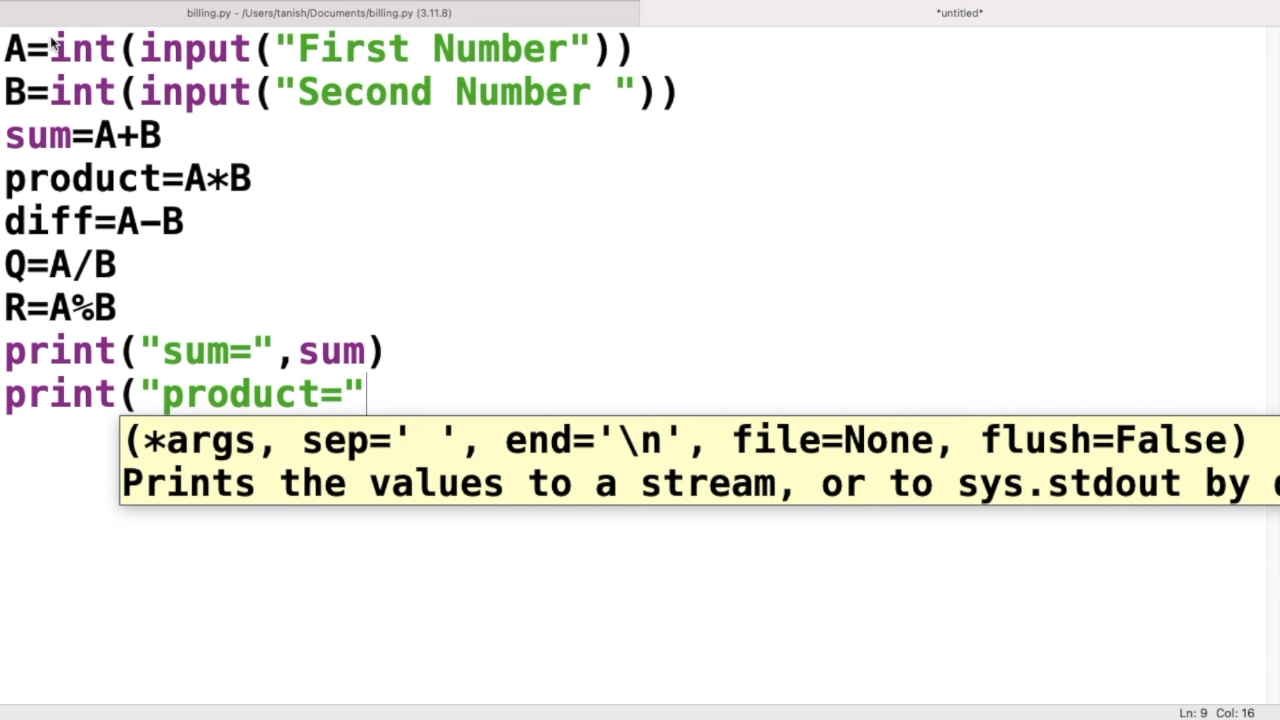 billing.py - /Users/tanish/Documents/billing.py (3.11.8)
*untitled*
A=int(input("First Number"))
B=int(input("Second Number "))
sum=A+B
product=A*B
diff=A-B
Q=A/B
R=A%B
print("sum=",sum)
print("product="
(*args, sep=' ', end='\n', file=None, flush=False)
Prints the values to a stream, or to sys.stdout by
Ln: 9 Col: 16